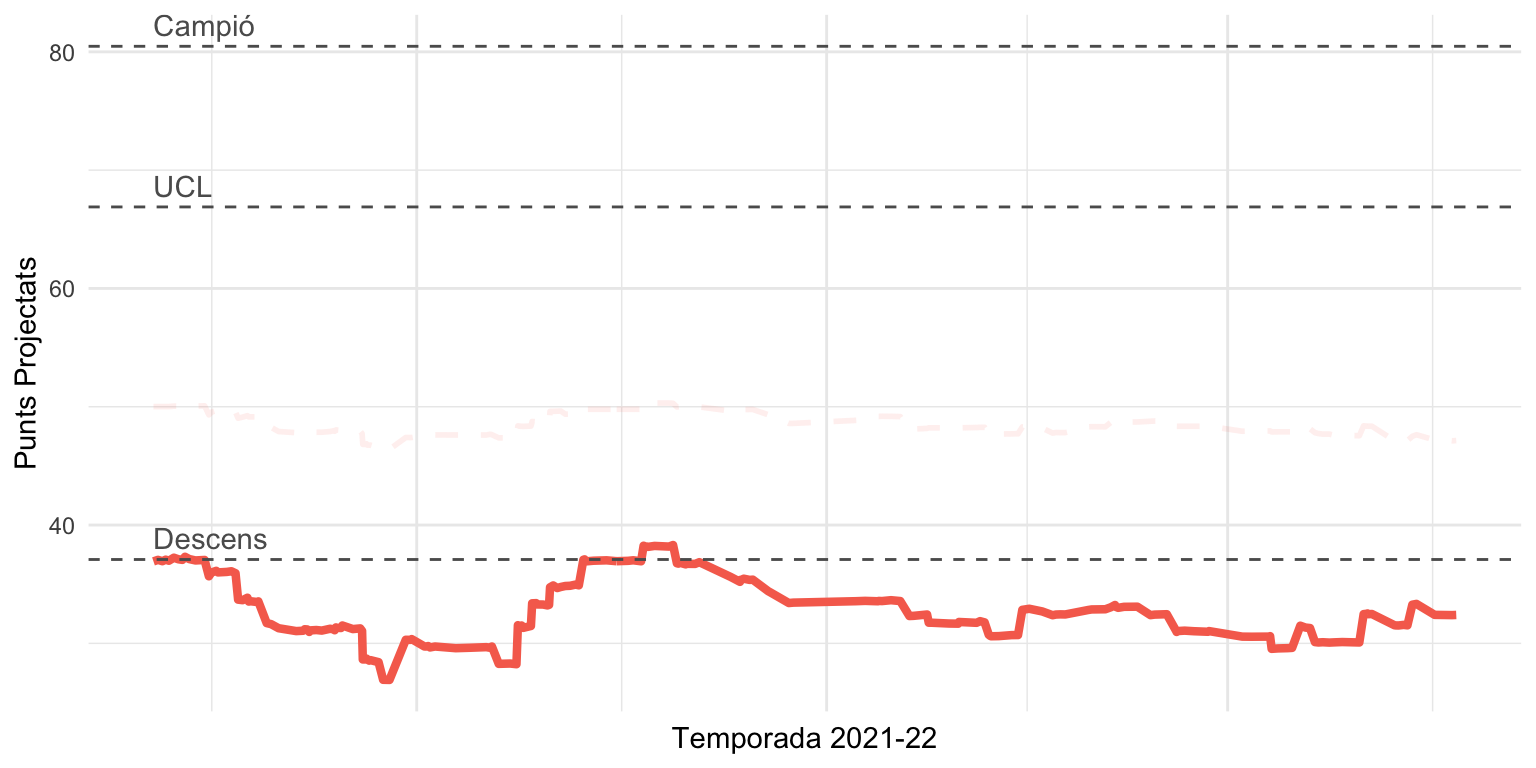 Campió
80
UCL
60
Punts Projectats
40
Descens
Temporada 2021-22